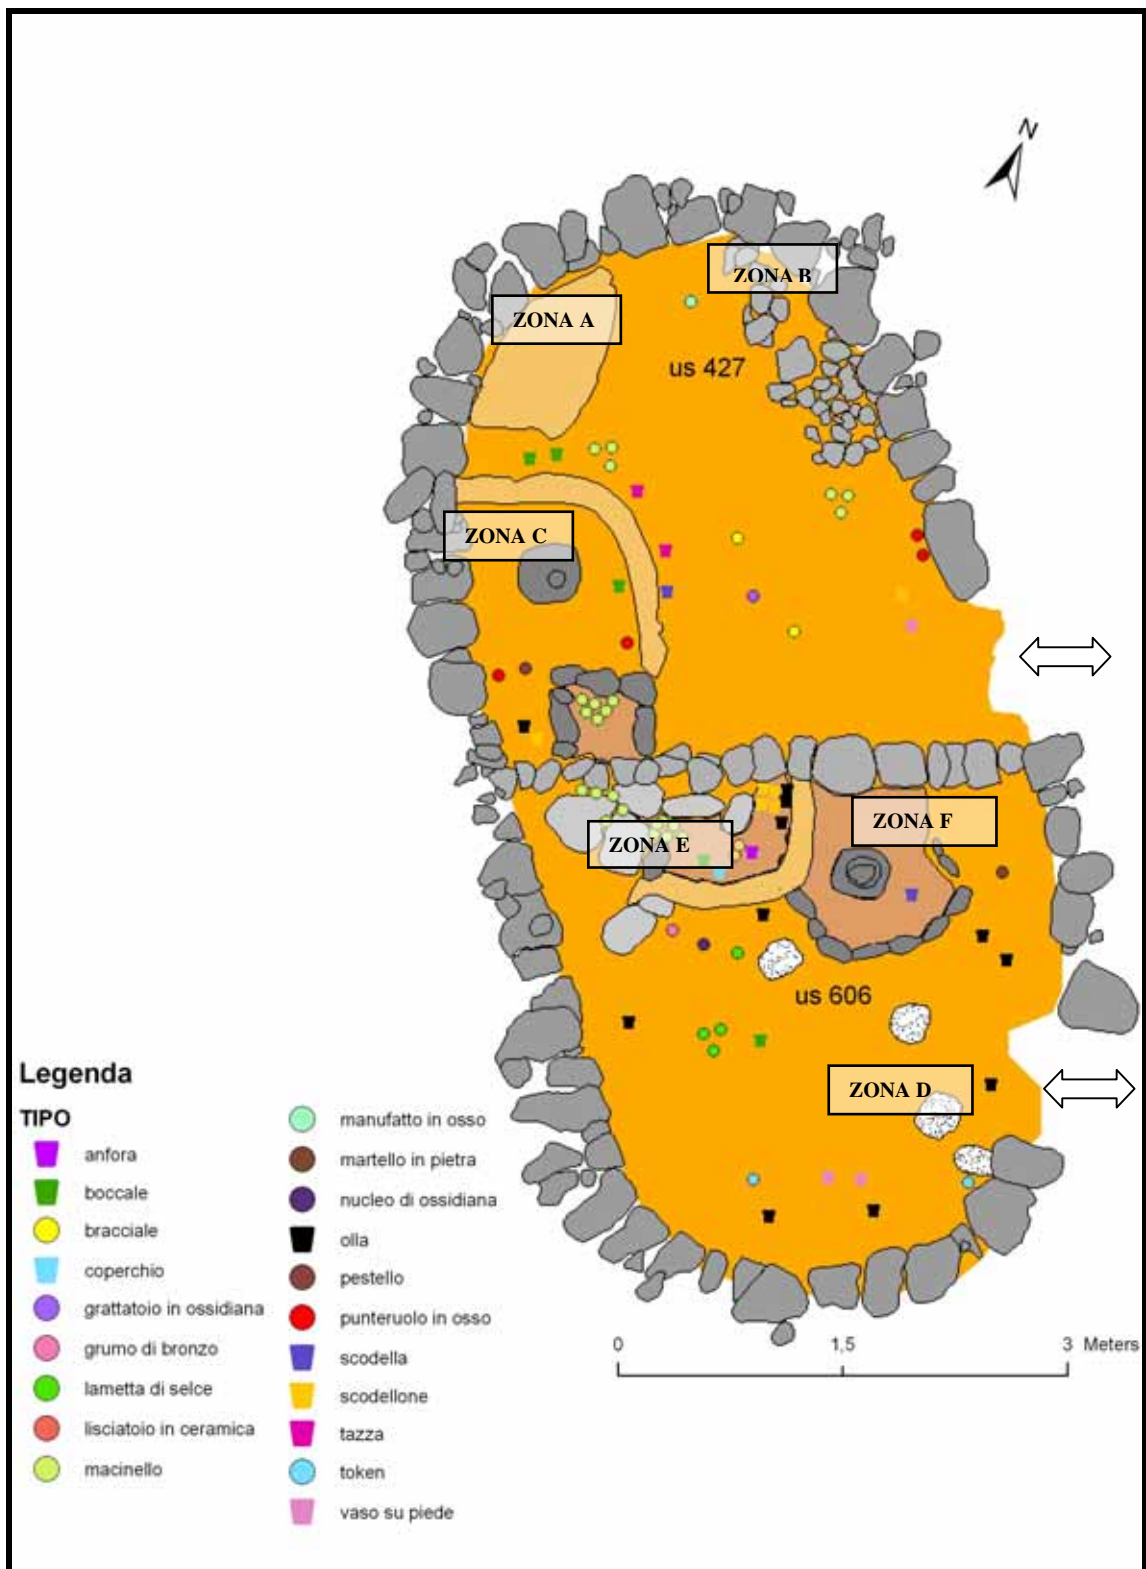 N
ZONA B
ZONA A
us 427
ZONA C
ZONA F
ZONA E
us 606
ZONA D
Legenda
TIPO
anfora
boccale
bracciale
coperchio
grattatoio in ossidiana
grumo di bronzo
lametta di selce
lisciatoio in ceramica
macinello
manufatto in osso
martello in pietra
nucleo di ossidiana
olla
pestello
punteruolo in osso
scodella
scodellone
tazza
token
vaso su piede
0 1,5 3 Meters